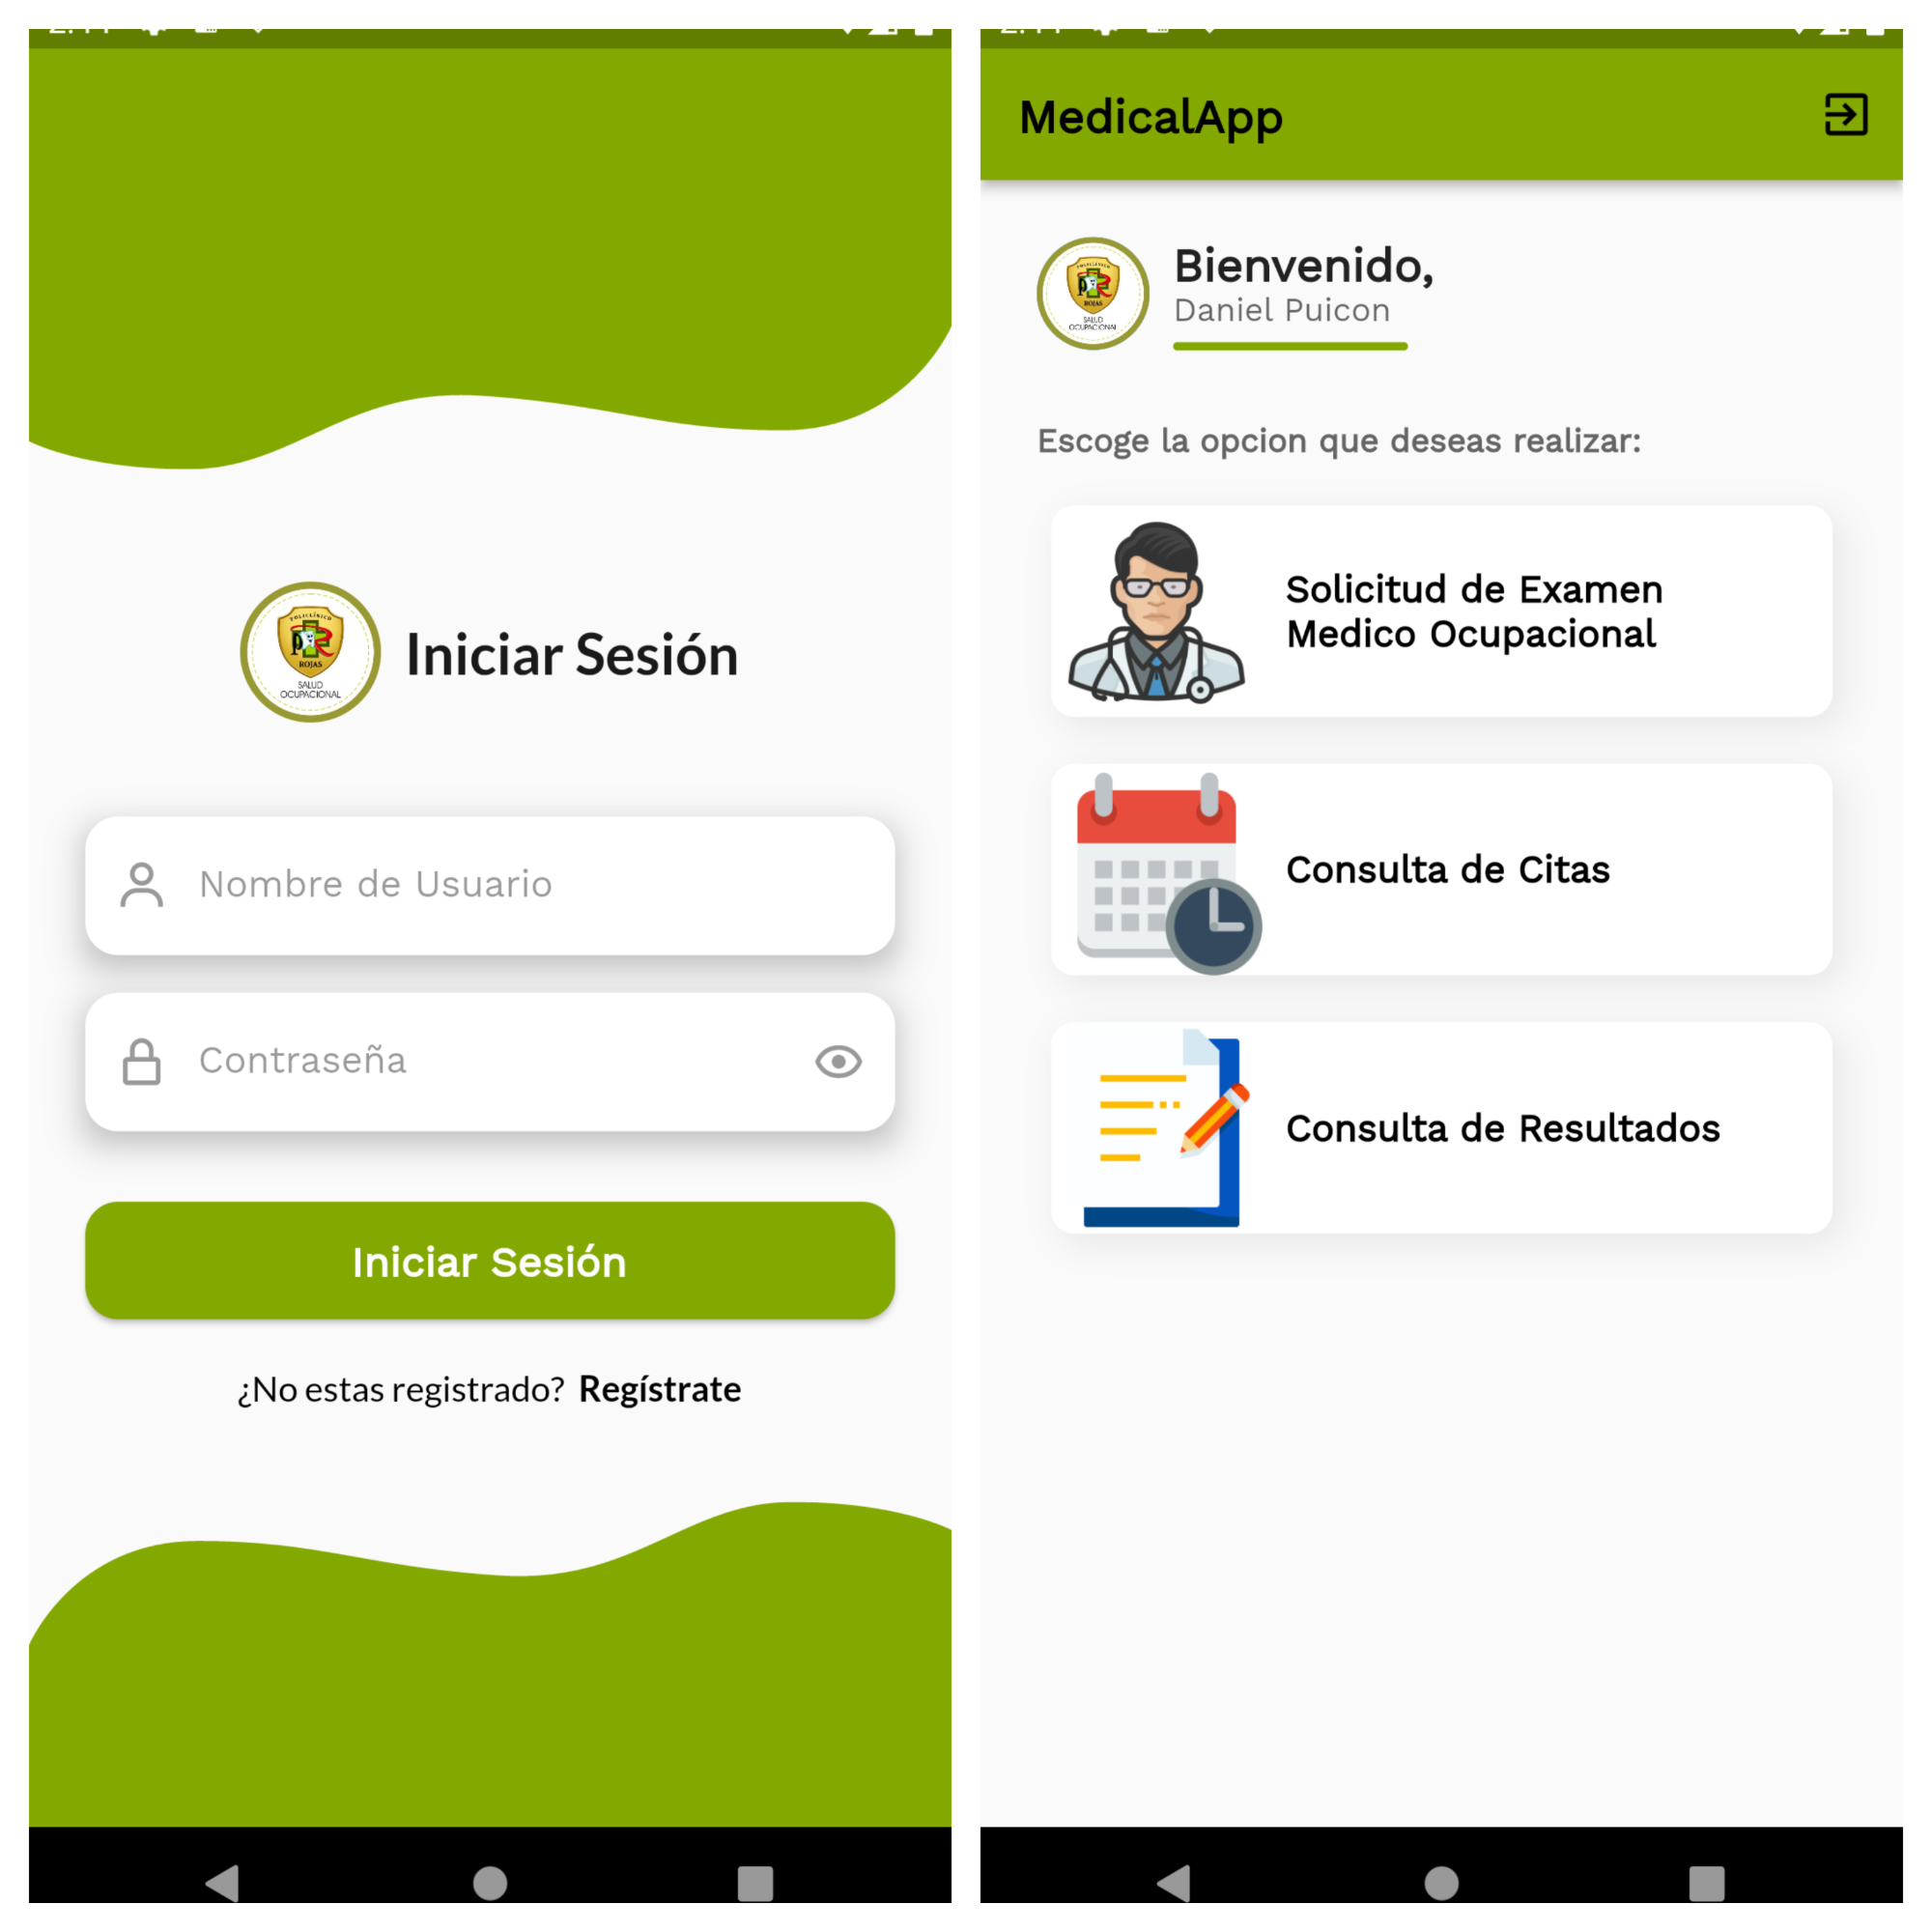 POLICLÍNICO
PR
ROJAS
SALUD
OCUPACIONAL
Iniciar Sesión
Nombre de Usuario
Contraseña
Iniciar Sesión
¿No estas registrado? Regístrate
MedicalApp
POLICLÍNICO
PR
ROJAS
SALUD
OCUPACIONAL
Bienvenido,
Daniel Puicon
Escoge la opcion que deseas realizar:
Solicitud de Examen
Medico Ocupacional
Consulta de Citas
Consulta de Resultados